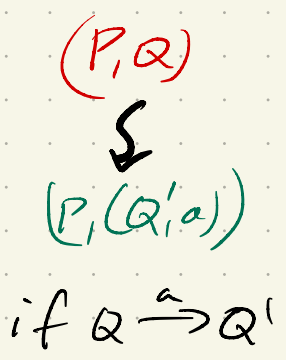 (P, Q)
(P, (Q', a))
if Q a→ Q'